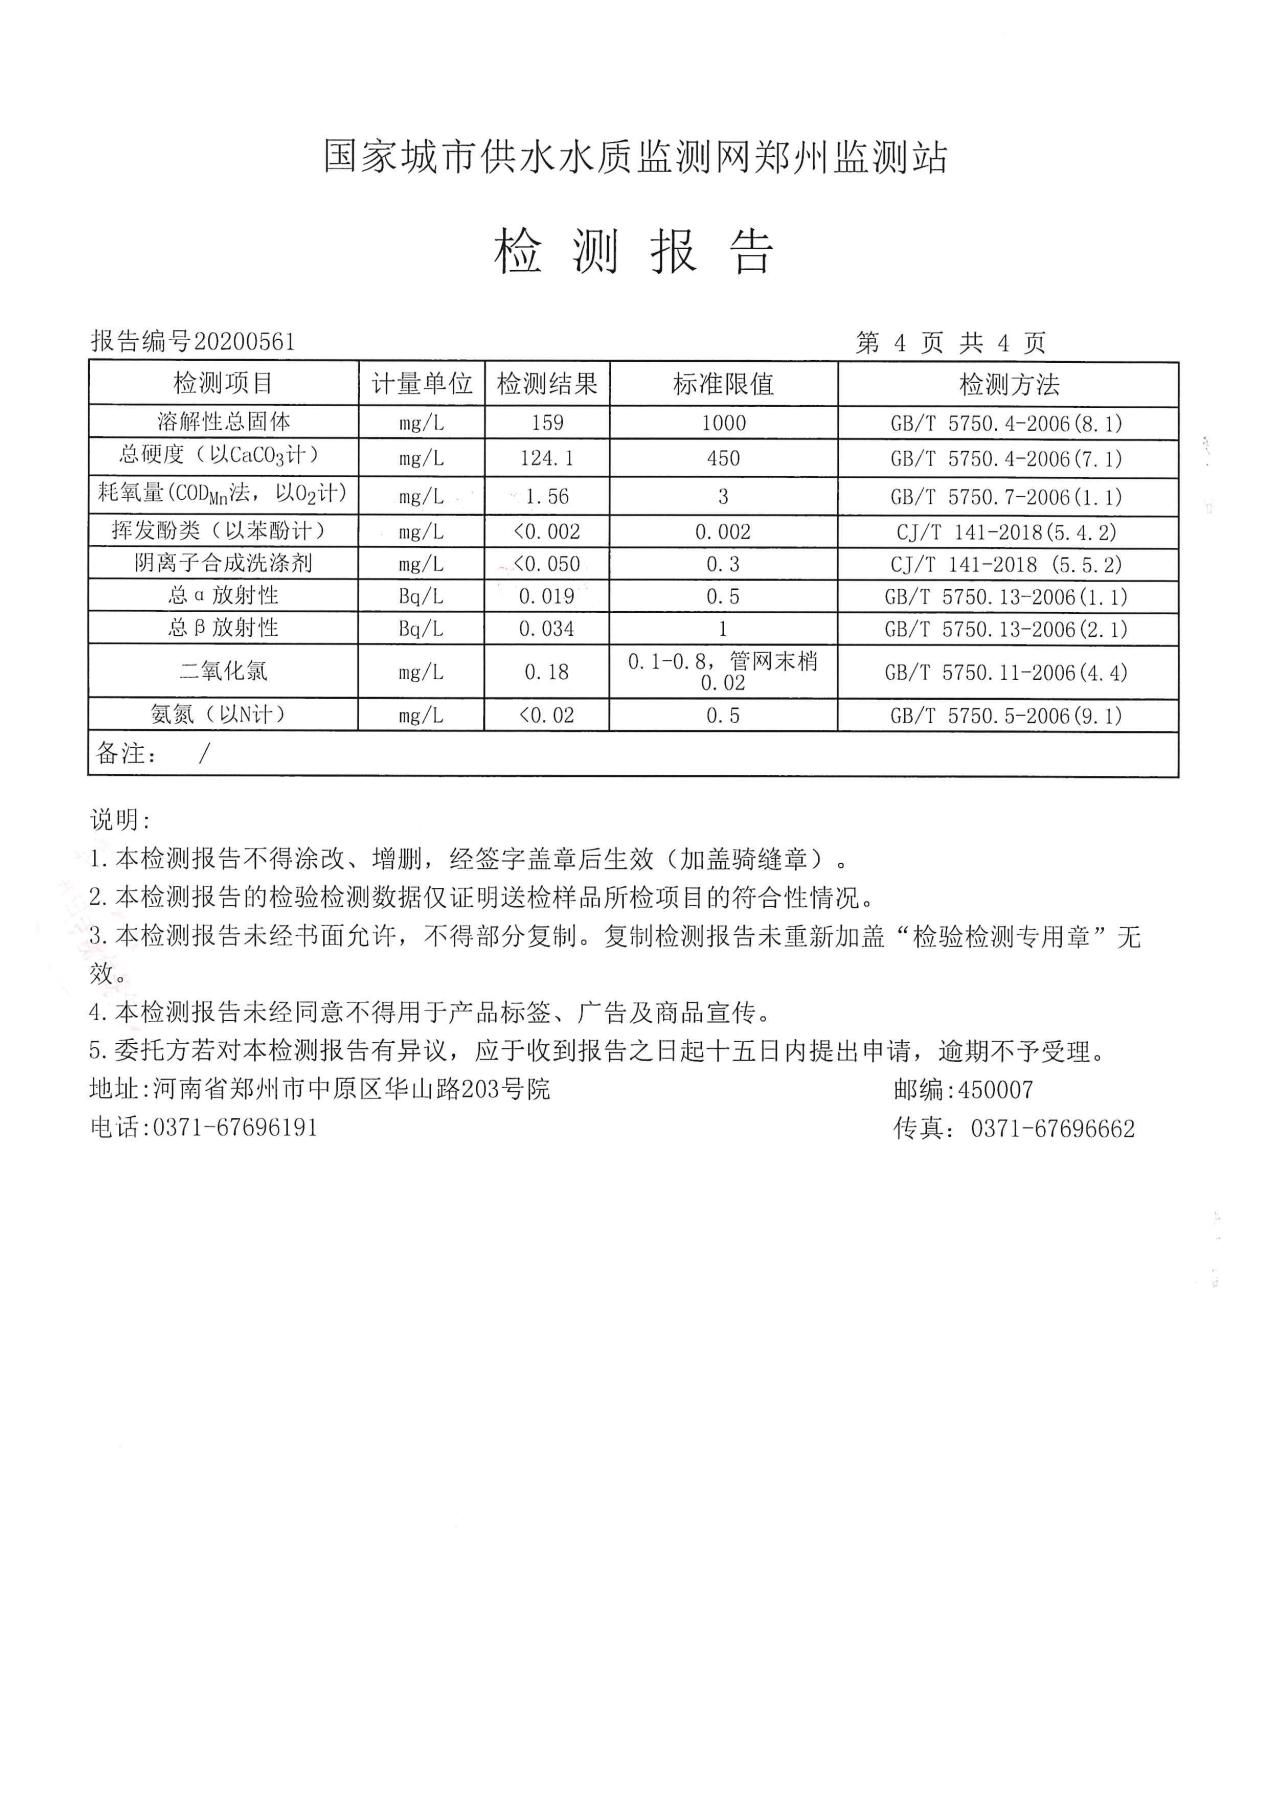 国家城市供水水质监测网郑州监测站
检 测 报 告
报告编号20200561 第 4 页 共 4 页
检测项目 计量单位 检测结果 标准限值 检测方法
溶解性总固体 mg/L 159 1000 GB/T 5750.4-2006(8.1)
总硬度（以CaCO₃计） mg/L 124.1 450 GB/T 5750.4-2006(7.1)
耗氧量(COD_Mn法，以O₂计) mg/L 1.56 3 GB/T 5750.7-2006(1.1)
挥发酚类（以苯酚计） mg/L <0.002 0.002 CJ/T 141-2018(5.4.2)
阴离子合成洗涤剂 mg/L <0.050 0.3 CJ/T 141-2018 (5.5.2)
总α放射性 Bq/L 0.019 0.5 GB/T 5750.13-2006(1.1)
总β放射性 Bq/L 0.034 1 GB/T 5750.13-2006(2.1)
二氧化氯 mg/L 0.18 0.1-0.8，管网末梢 GB/T 5750.11-2006(4.4)
0.02
氨氮（以N计） mg/L <0.02 0.5 GB/T 5750.5-2006(9.1)
备注： /
说明:
1.本检测报告不得涂改、增删，经签字盖章后生效（加盖骑缝章）。
2.本检测报告的检验检测数据仅证明送检样品所检项目的符合性情况。
3.本检测报告未经书面允许，不得部分复制。复制检测报告未重新加盖“检验检测专用章”无
效。
4.本检测报告未经同意不得用于产品标签、广告及商品宣传。
5.委托方若对本检测报告有异议，应于收到报告之日起十五日内提出申请，逾期不予受理。
地址:河南省郑州市中原区华山路203号院 邮编:450007
电话:0371-67696191 传真：0371-67696662